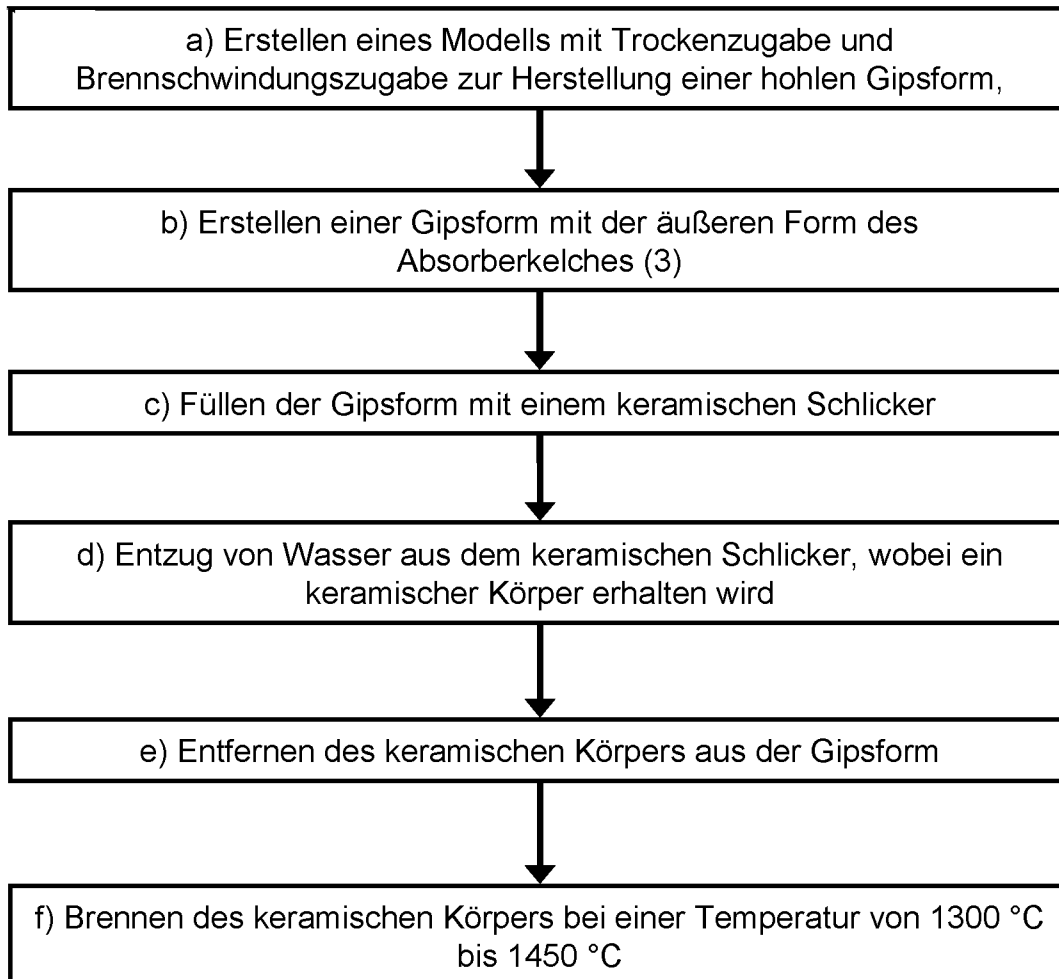 a) Erstellen eines Modells mit Trockenzugabe und
Brennschwindungszugabe zur Herstellung einer hohlen Gipsform,
b) Erstellen einer Gipsform mit der äußeren Form des
Absorberkelches (3)
c) Füllen der Gipsform mit einem keramischen Schlicker
d) Entzug von Wasser aus dem keramischen Schlicker, wobei ein
keramischer Körper erhalten wird
e) Entfernen des keramischen Körpers aus der Gipsform
f) Brennen des keramischen Körpers bei einer Temperatur von 1300 °C
bis 1450 °C